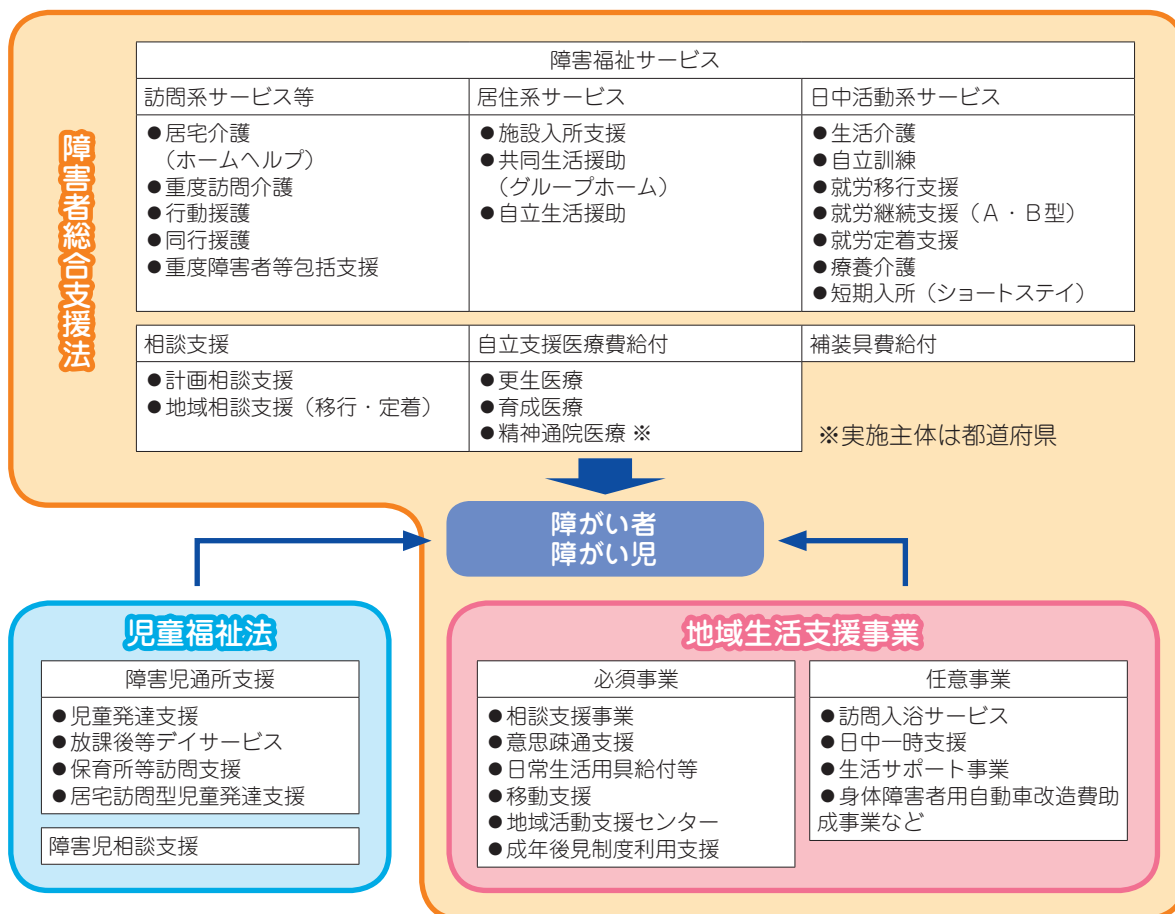 障害者総合支援法
障害福祉サービス
訪問系サービス等
●居宅介護
（ホームヘルプ）
●重度訪問介護
●行動援護
●同行援護
●重度障害者等包括支援
居住系サービス
●施設入所支援
●共同生活援助
（グループホーム）
●自立生活援助
日中活動系サービス
●生活介護
●自立訓練
●就労移行支援
●就労継続支援（A・B型）
●就労定着支援
●療養介護
●短期入所（ショートステイ）
相談支援
●計画相談支援
●地域相談支援（移行・定着）
自立支援医療費給付
●更生医療
●育成医療
●精神通院医療 ※
補装具費給付
※実施主体は都道府県
障がい者
障がい児
児童福祉法
障害児通所支援
●児童発達支援
●放課後等デイサービス
●保育所等訪問支援
●居宅訪問型児童発達支援
障害児相談支援
地域生活支援事業
必須事業
●相談支援事業
●意思疎通支援
●日常生活用具給付等
●移動支援
●地域活動支援センター
●成年後見制度利用支援
任意事業
●訪問入浴サービス
●日中一時支援
●生活サポート事業
●身体障害者用自動車改造費助
成事業など